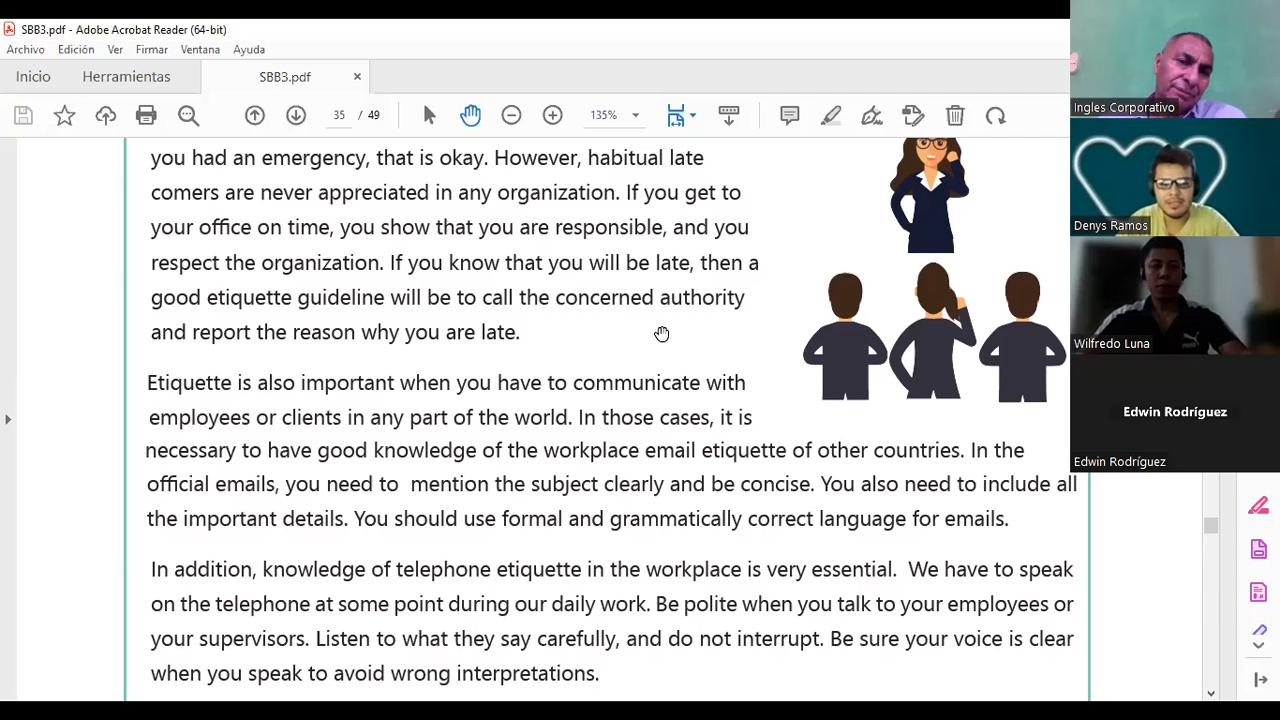 SBB3.pdf - Adobe Acrobat Reader (64-bit)
Archivo Edición Ver Firmar Ventana Ayuda
Inicio Herramientas SBB3.pdf ×
35 / 49 135%
you had an emergency, that is okay. However, habitual late
comers are never appreciated in any organization. If you get to
your office on time, you show that you are responsible, and you
respect the organization. If you know that you will be late, then a
good etiquette guideline will be to call the concerned authority
and report the reason why you are late.
Etiquette is also important when you have to communicate with
employees or clients in any part of the world. In those cases, it is
necessary to have good knowledge of the workplace email etiquette of other countries. In the
official emails, you need to mention the subject clearly and be concise. You also need to include all
the important details. You should use formal and grammatically correct language for emails.
In addition, knowledge of telephone etiquette in the workplace is very essential. We have to speak
on the telephone at some point during our daily work. Be polite when you talk to your employees or
your supervisors. Listen to what they say carefully, and do not interrupt. Be sure your voice is clear
when you speak to avoid wrong interpretations.
Ingles Corporativo
Denys Ramos
Wilfredo Luna
Edwin Rodríguez
Edwin Rodríguez